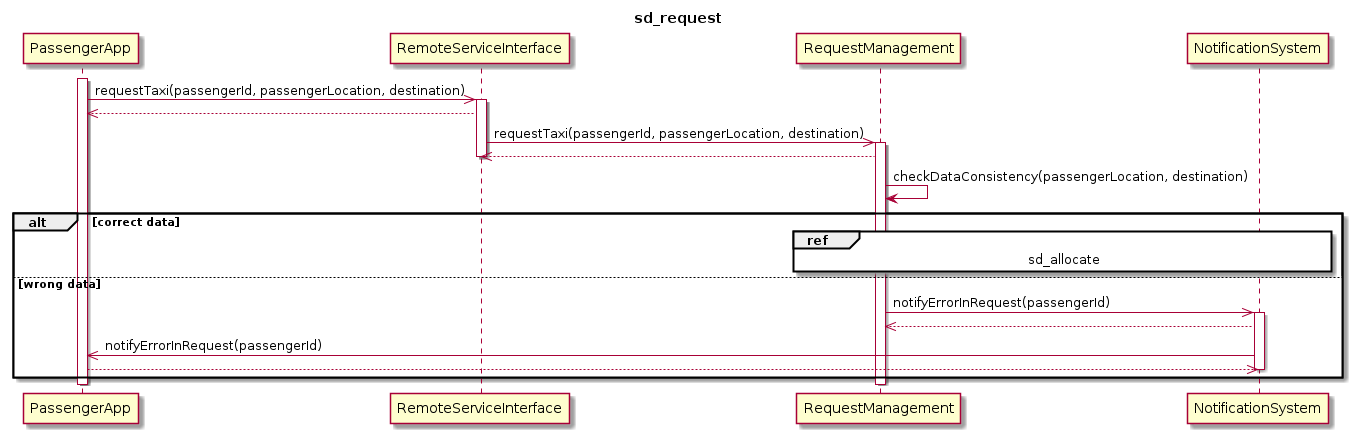 sd_request
PassengerApp
RemoteServiceInterface
RequestManagement
NotificationSystem
requestTaxi(passengerId, passengerLocation, destination)
requestTaxi(passengerId, passengerLocation, destination)
checkDataConsistency(passengerLocation, destination)
alt
[correct data]
ref
sd_allocate
[wrong data]
notifyErrorInRequest(passengerId)
notifyErrorInRequest(passengerId)
PassengerApp
RemoteServiceInterface
RequestManagement
NotificationSystem